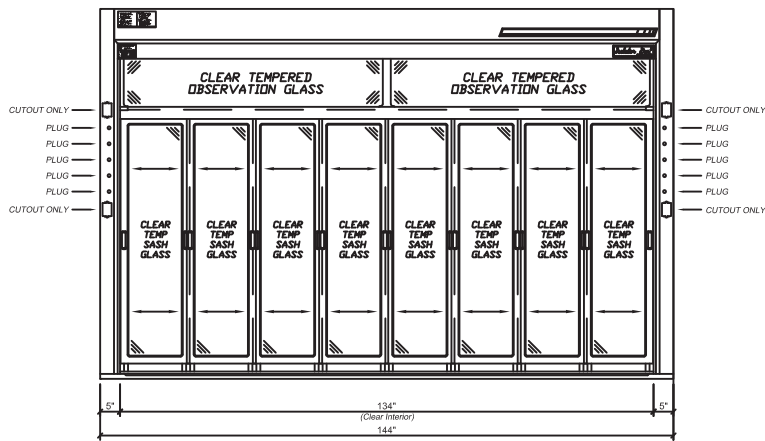 CLEAR TEMPERED
OBSERVATION GLASS
CLEAR TEMPERED
OBSERVATION GLASS
CUTOUT ONLY
PLUG
PLUG
PLUG
PLUG
PLUG
CUTOUT ONLY
CUTOUT ONLY
PLUG
PLUG
PLUG
PLUG
PLUG
CUTOUT ONLY
CLEAR
TEMP
SASH
GLASS
CLEAR
TEMP
SASH
GLASS
CLEAR
TEMP
SASH
GLASS
CLEAR
TEMP
SASH
GLASS
CLEAR
TEMP
SASH
GLASS
CLEAR
TEMP
SASH
GLASS
CLEAR
TEMP
SASH
GLASS
CLEAR
TEMP
SASH
GLASS
5"
134"
(Clear Interior)
5"
144"